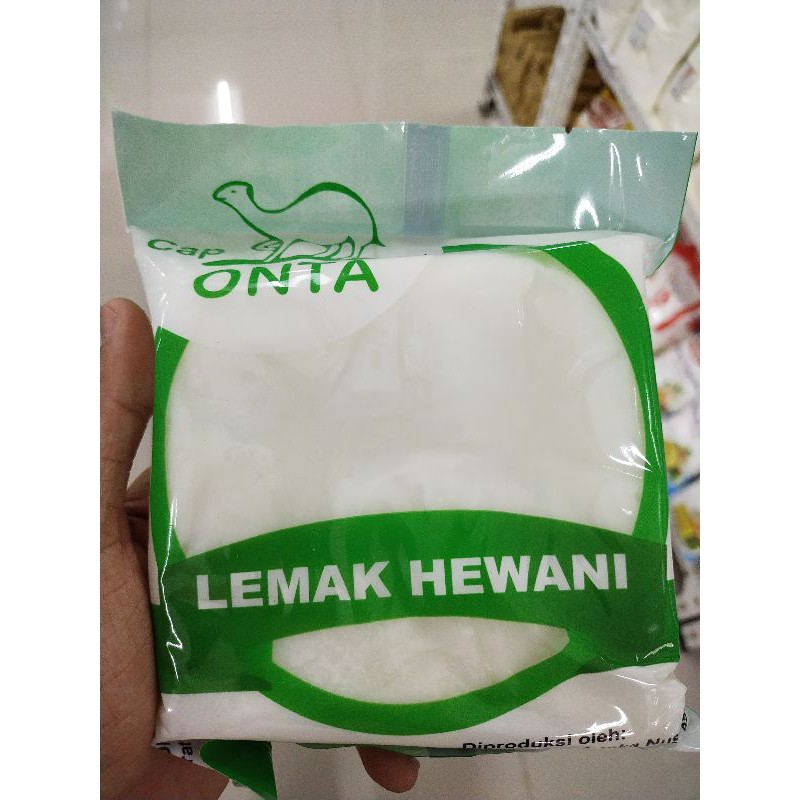 Cap
ONTA
LEMAK HEWANI
Diproduksi oleh: